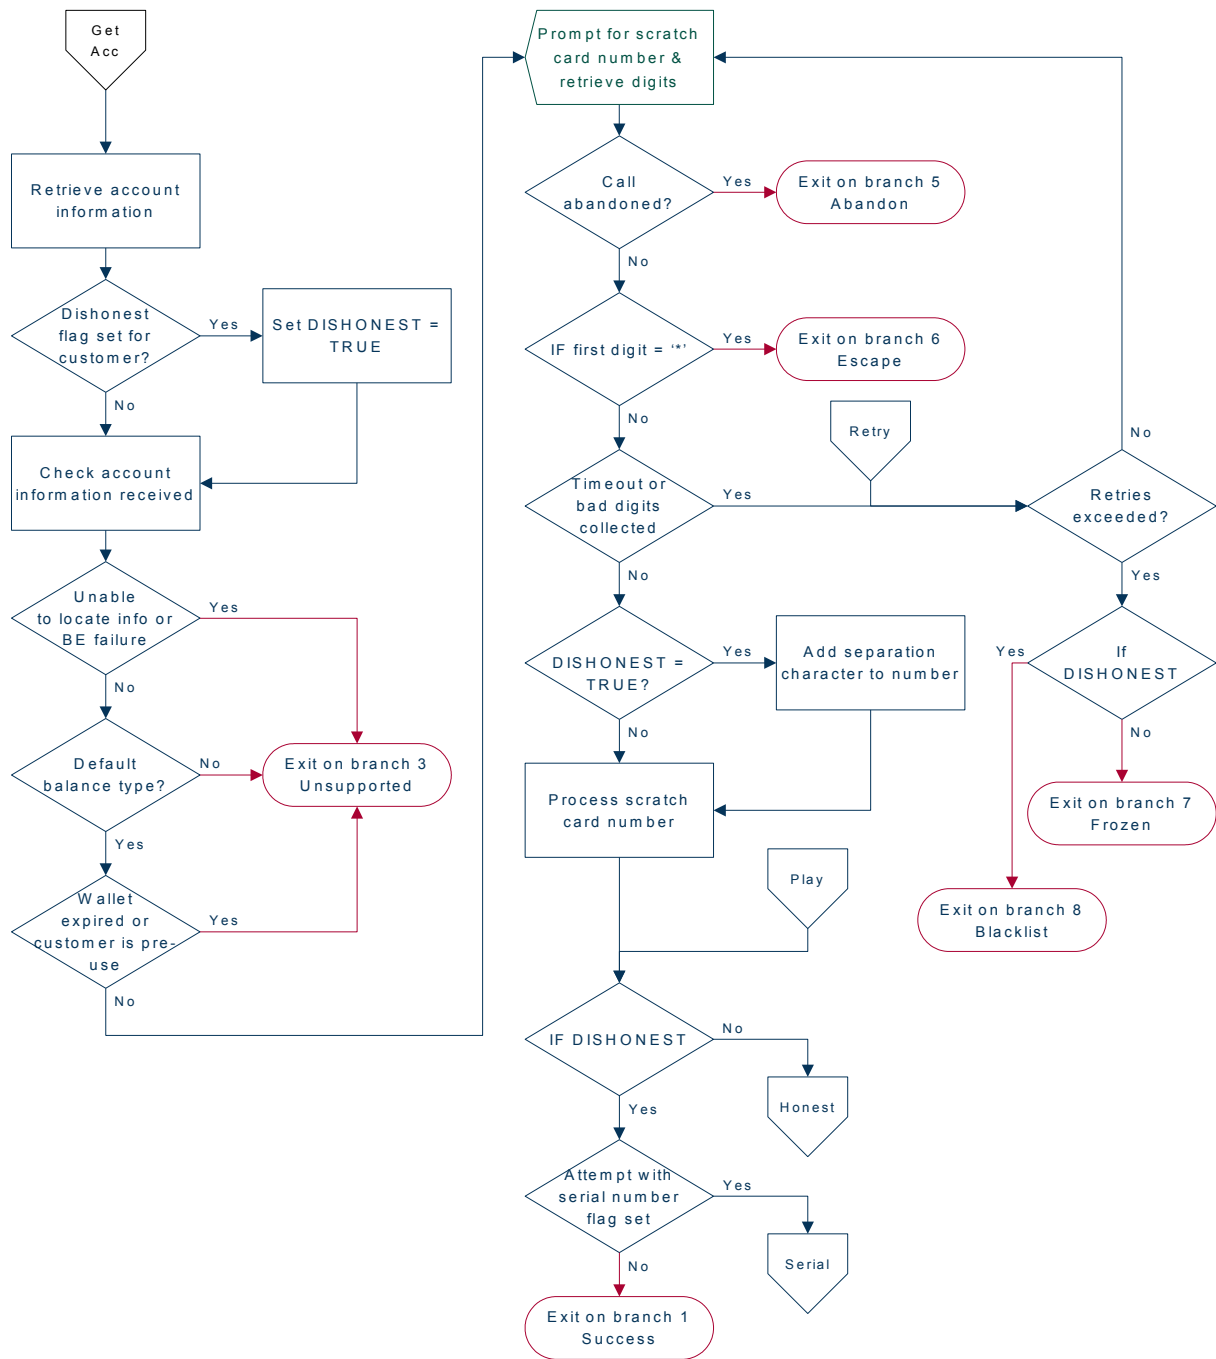 Get
Acc
Retrieve account
information
Dishonest
flag set for
customer?
Yes
Set DISHONEST =
TRUE
No
Check account
information received
Unable
to locate info or
BE failure
Yes
No
Default
balance type?
No
Exit on branch 3
Unsupported
Yes
Wallet
expired or
customer is pre-
use
Yes
No
Prompt for scratch
card number &
retrieve digits
Call
abandoned?
Yes
Exit on branch 5
Abandon
No
IF first digit = ‘*’
Yes
Exit on branch 6
Escape
No
Retry
Timeout or
bad digits
collected
Yes
No
Retries
exceeded?
No
Yes
DISHONEST =
TRUE?
Yes
Add separation
character to number
No
If
DISHONEST
Yes
No
Process scratch
card number
Exit on branch 7
Frozen
Play
Exit on branch 8
Blacklist
IF DISHONEST
No
Honest
Yes
Attempt with
serial number
flag set
Yes
Serial
No
Exit on branch 1
Success